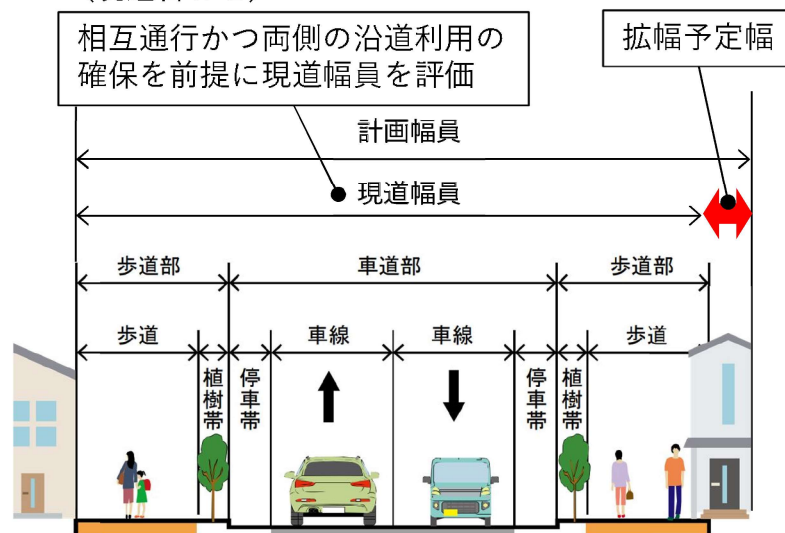 相互通行かつ両側の沿道利用の
確保を前提に現道幅員を評価
拡幅予定幅
計画幅員
現道幅員
歩道部
車道部
歩道部
歩道
車線
車線
歩道
植樹帯
停車帯
停車帯
植樹帯